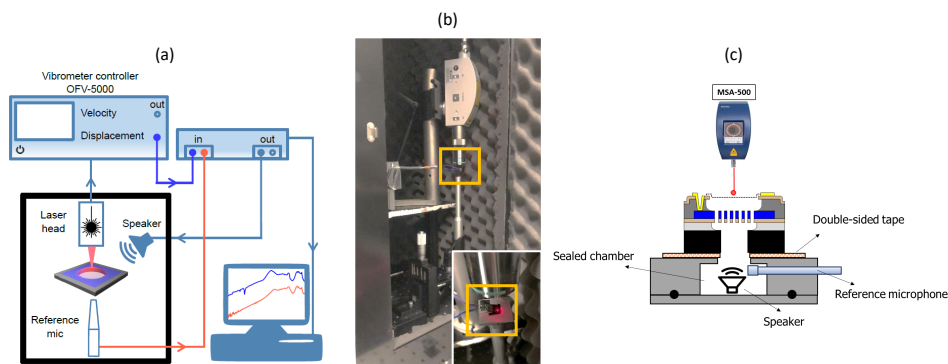 (a)
Vibrometer controller
OFV-5000
out
Velocity
Displacement
in
out
Laser
head
Speaker
Reference
mic
(b)
(c)
MSA-500
Double-sided tape
Sealed chamber
Reference microphone
Speaker